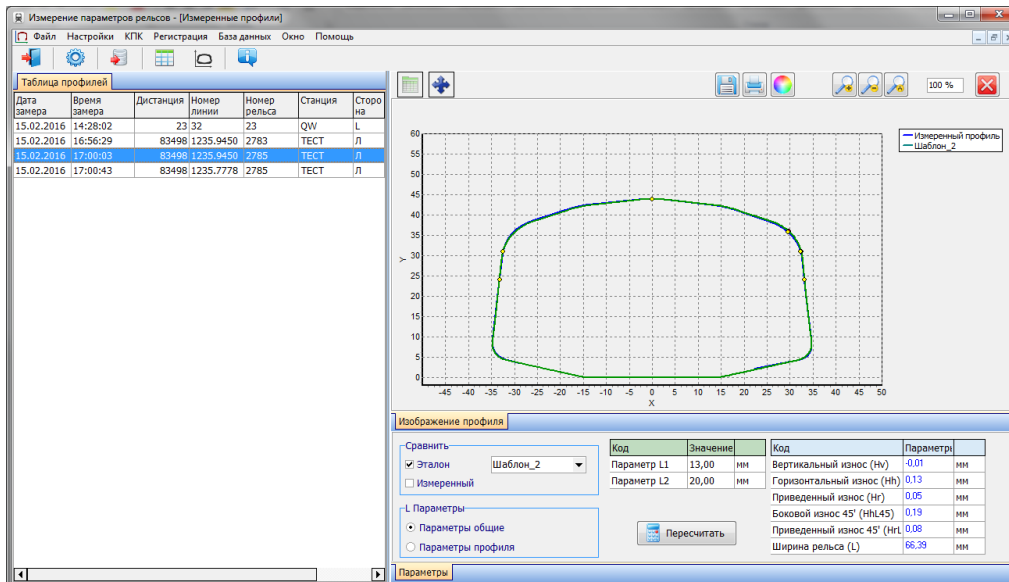 Измерение параметров рельсов - [Измеренные профили]
Файл Настройки КПК Регистрация База данных Окно Помощь
Таблица профилей
Дата замера Время замера Дистанция Номер линии Номер рельса Станция Сторо на
15.02.2016 14:28:02 23 32 23 QW L
15.02.2016 16:56:29 83498 1235.9450 2783 ТЕСТ Л
15.02.2016 17:00:03 83498 1235.9450 2785 ТЕСТ Л
15.02.2016 17:00:43 83498 1235.7778 2785 ТЕСТ Л
100 %
Измеренный профиль
Шаблон_2
60
55
50
45
40
35
30
25
20
15
10
5
0
Y
-45 -40 -35 -30 -25 -20 -15 -10 -5 0 5 10 15 20 25 30 35 40 45 50
X
Изображение профиля
Сравнить
Эталон Шаблон_2
Измеренный
L Параметры
Параметры общие
Параметры профиля
Код Значение
Параметр L1 13,00 мм
Параметр L2 20,00 мм
Пересчитать
Код Параметры
Вертикальный износ (Hv) -0,01 мм
Горизонтальный износ (Hh) 0,13 мм
Приведенный износ (Hr) 0,05 мм
Боковой износ 45' (HhL45) 0,19 мм
Приведенный износ 45' (HrL 0,08 мм
Ширина рельса (L) 66,39 мм
Параметры